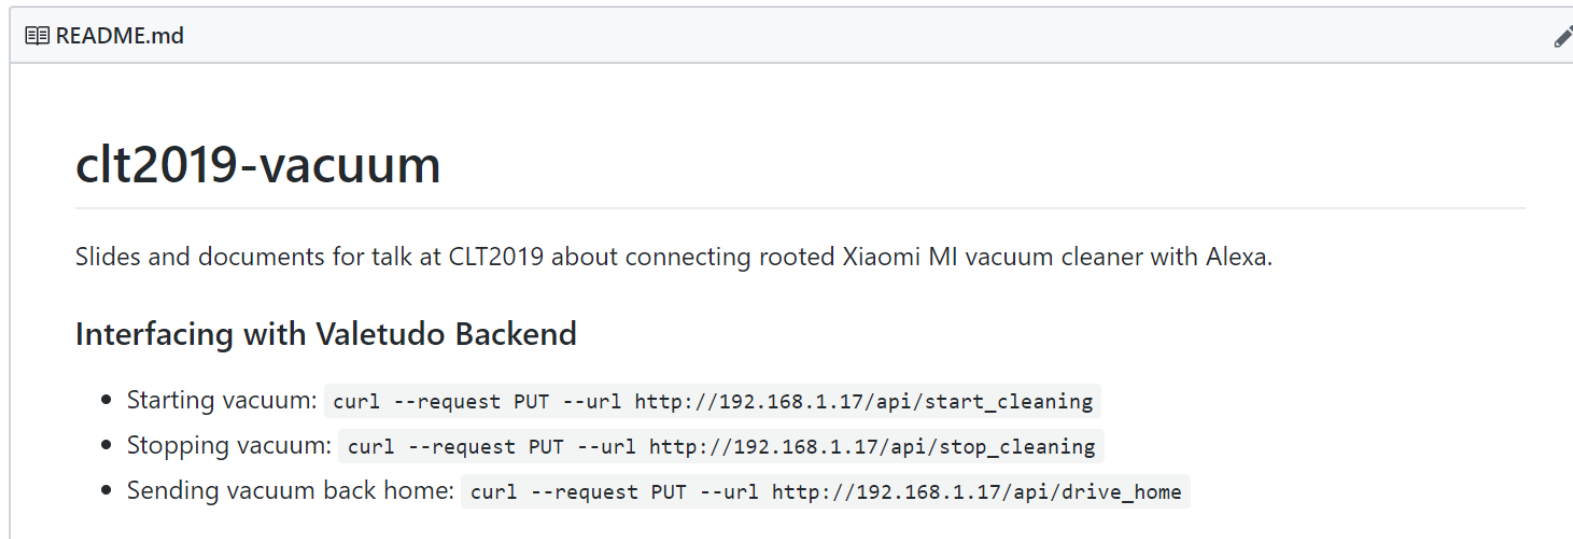 README.md
clt2019-vacuum
Slides and documents for talk at CLT2019 about connecting rooted Xiaomi MI vacuum cleaner with Alexa.
Interfacing with Valetudo Backend
• Starting vacuum: curl --request PUT --url http://192.168.1.17/api/start_cleaning
• Stopping vacuum: curl --request PUT --url http://192.168.1.17/api/stop_cleaning
• Sending vacuum back home: curl --request PUT --url http://192.168.1.17/api/drive_home